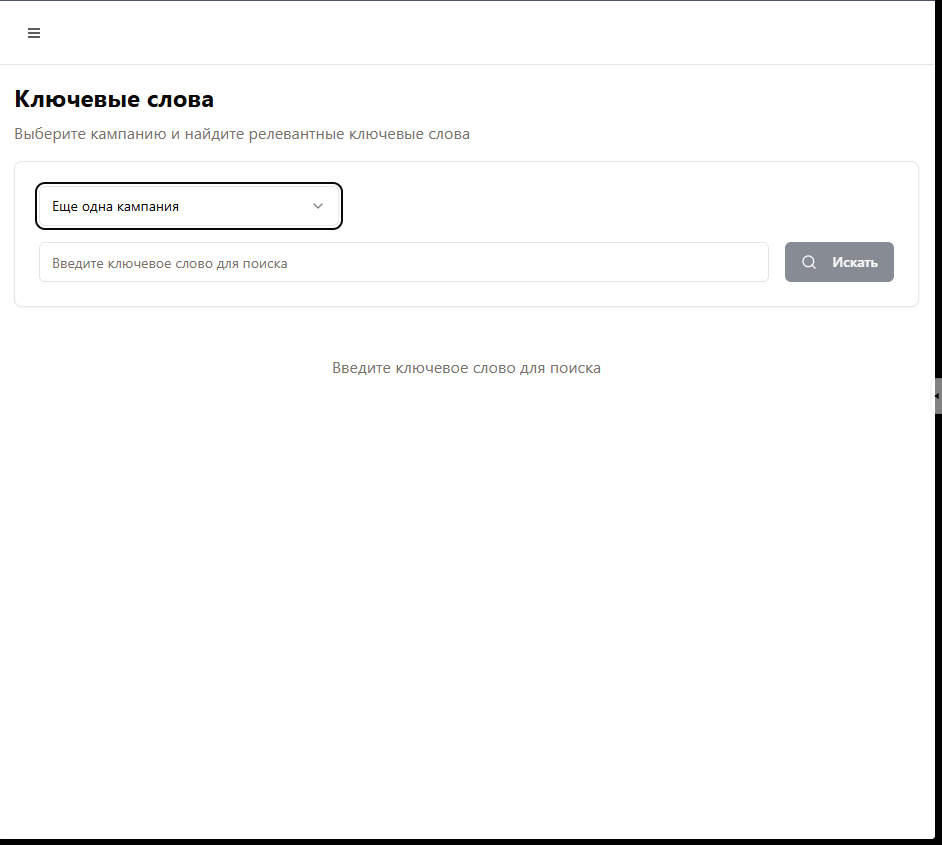 Ключевые слова
Выберите кампанию и найдите релевантные ключевые слова
Еще одна кампания
Введите ключевое слово для поиска
Искать
Введите ключевое слово для поиска